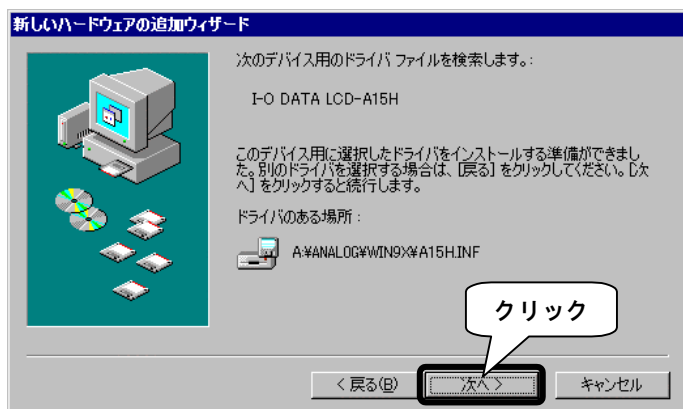 新しいハードウェアの追加ウィザード
次のデバイス用のドライバ ファイルを検索します。:
I-O DATA LCD-A15H
このデバイス用に選択したドライバをインストールする準備ができまし
た。別のドライバを選択する場合は、[戻る] をクリックしてください。[次
へ] をクリックすると続行します。
ドライバのある場所 :
A:¥ANALOG¥WIN9X¥A15H.INF
クリック
< 戻る(B)
次へ >
キャンセル